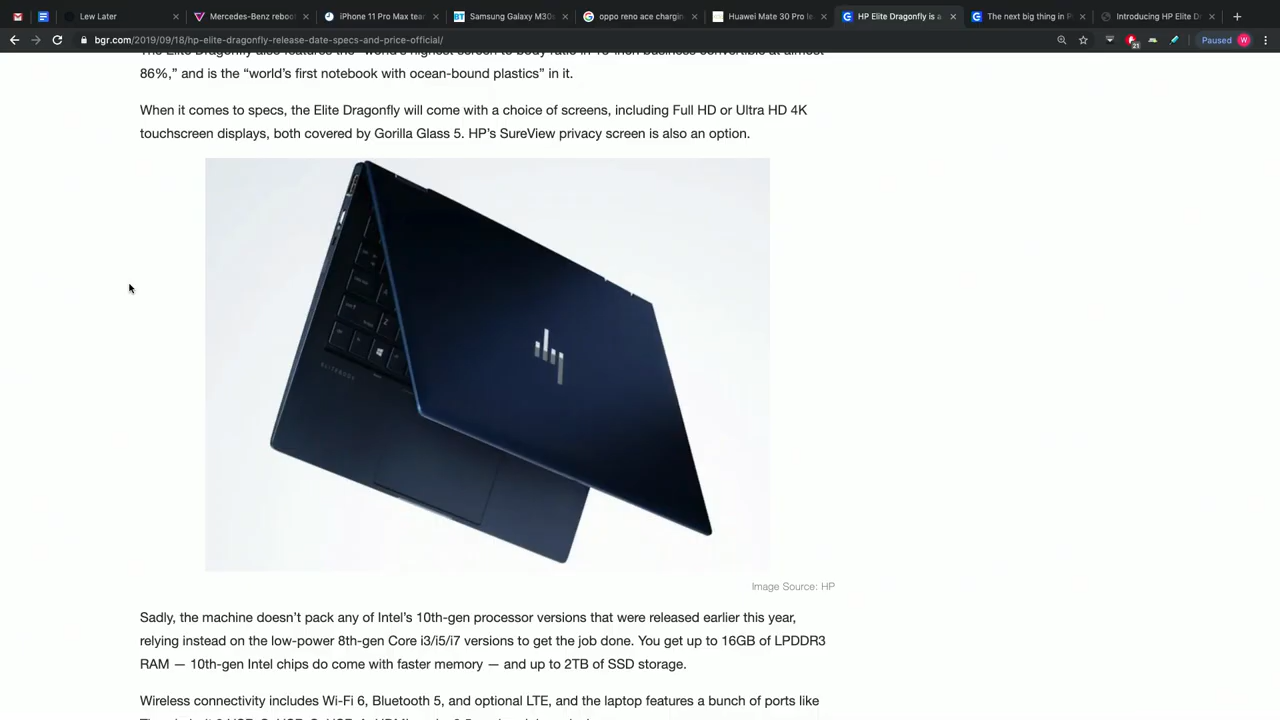 Lew Later
Mercedes-Benz reboo
iPhone 11 Pro Max tea
Samsung Galaxy M30s
oppo reno ace chargin
Huawei Mate 30 Pro le
HP Elite Dragonfly is a
The next big thing in P
Introducing HP Elite Dr
bgr.com/2019/09/18/hp-elite-dragonfly-release-date-specs-and-price-official/
21
Paused
W
86%," and is the "world's first notebook with ocean-bound plastics" in it.
When it comes to specs, the Elite Dragonfly will come with a choice of screens, including Full HD or Ultra HD 4K
touchscreen displays, both covered by Gorilla Glass 5. HP's SureView privacy screen is also an option.
ELITEBOOK
Image Source: HP
Sadly, the machine doesn't pack any of Intel's 10th-gen processor versions that were released earlier this year,
relying instead on the low-power 8th-gen Core i3/i5/i7 versions to get the job done. You get up to 16GB of LPDDR3
RAM — 10th-gen Intel chips do come with faster memory — and up to 2TB of SSD storage.
Wireless connectivity includes Wi-Fi 6, Bluetooth 5, and optional LTE, and the laptop features a bunch of ports like